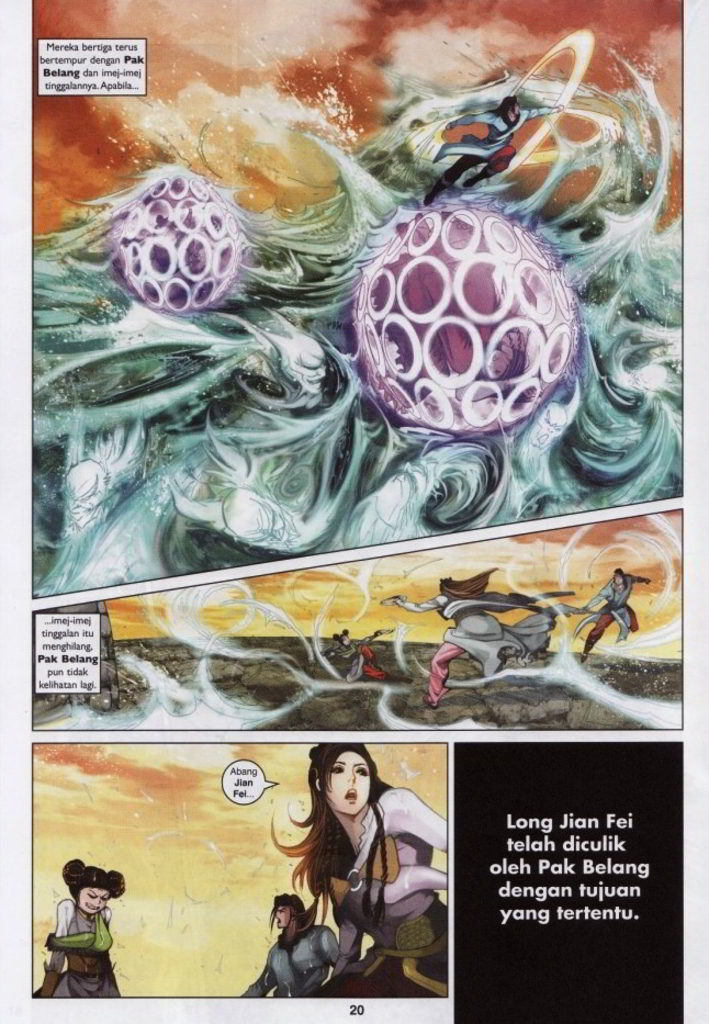 Mereka bertiga terus
bertempur dengan Pak
Belang dan imej-imej
tinggalannya. Apabila...
...imej-imej
tinggalan itu
menghilang,
Pak Belang
pun tidak
kelihatan lagi.
Abang
Jian
Fei...
Long Jian Fei
telah diculik
oleh Pak Belang
dengan tujuan
yang tertentu.
20